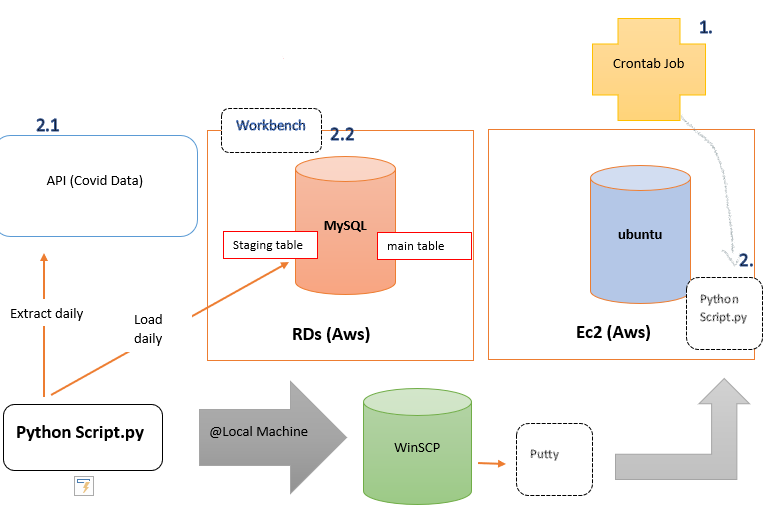 1.
Crontab Job
2.1
Workbench
2.2
API (Covid Data)
MySQL
Staging table
main table
ubuntu
2.
Python
Script.py
Extract daily
Load
daily
RDs (Aws)
Ec2 (Aws)
Python Script.py
@Local Machine
WinSCP
Putty